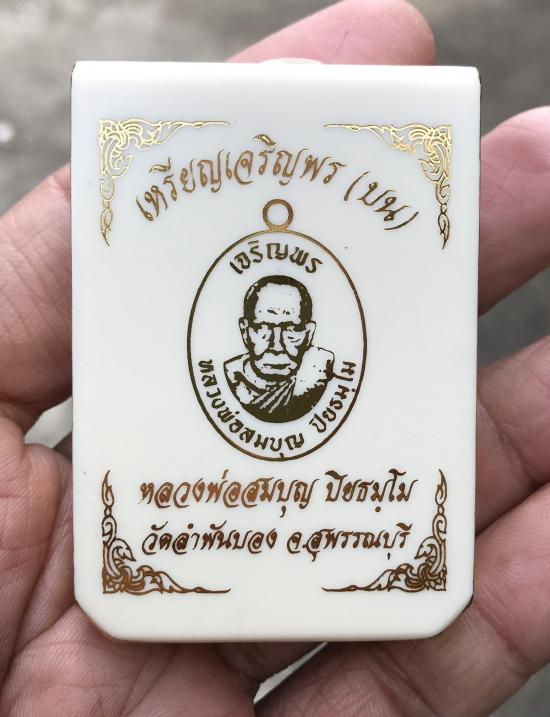 เหรียญเจริญพร (บน)
เจริญพร
หลวงพ่อสมบุญ ปิยธมฺโม
หลวงพ่อสมบุญ ปิยธมฺโม
วัดลำพันบอง จ.สุพรรณบุรี